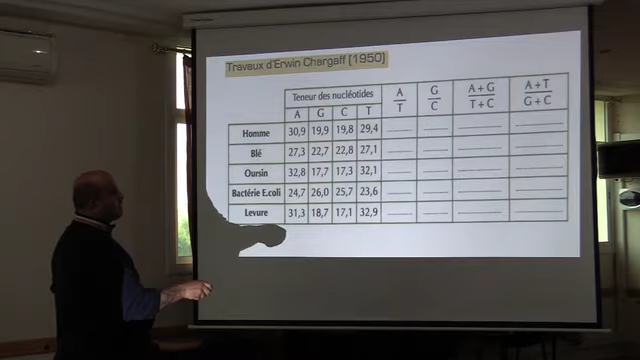 Travaux d'Erwin Chargaff (1950)
Teneur des nucléotides A/T G/C A+G/T+C A+T/G+C
A G C T
Homme 30,9 19,9 19,8 29,4
Blé 27,3 22,7 22,8 27,1
Oursin 32,8 17,7 17,3 32,1
Bactérie E.coli 24,7 26,0 25,7 23,6
Levure 31,3 18,7 17,1 32,9